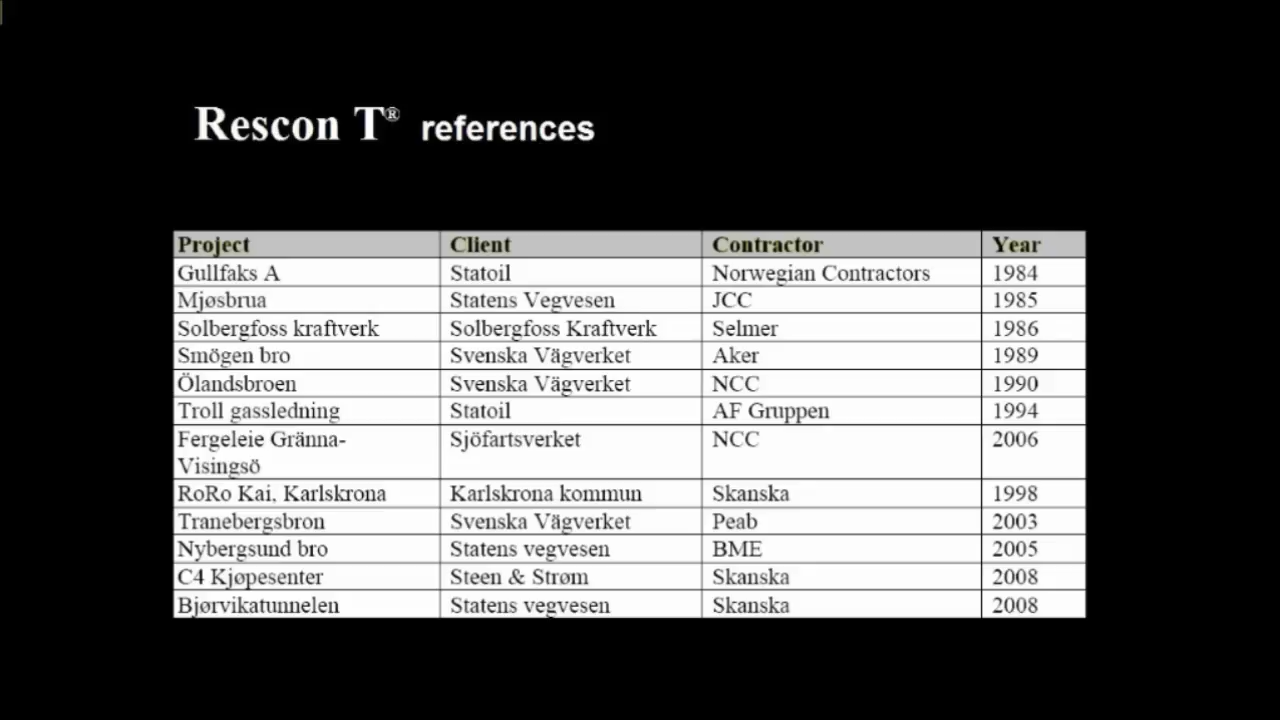 Rescon T® references
Project Client Contractor Year
Gullfaks A Statoil Norwegian Contractors 1984
Mjøsbrua Statens Vegvesen JCC 1985
Solbergfoss kraftverk Solbergfoss Kraftverk Selmer 1986
Smögen bro Svenska Vägverket Aker 1989
Ölandsbroen Svenska Vägverket NCC 1990
Troll gassledning Statoil AF Gruppen 1994
Fergeleie Gränna- Sjöfartsverket NCC 2006
Visingsö
RoRo Kai, Karlskrona Karlskrona kommun Skanska 1998
Tranebergsbron Svenska Vägverket Peab 2003
Nybergsund bro Statens vegvesen BME 2005
C4 Kjøpesenter Steen & Strøm Skanska 2008
Bjørvikatunnelen Statens vegvesen Skanska 2008